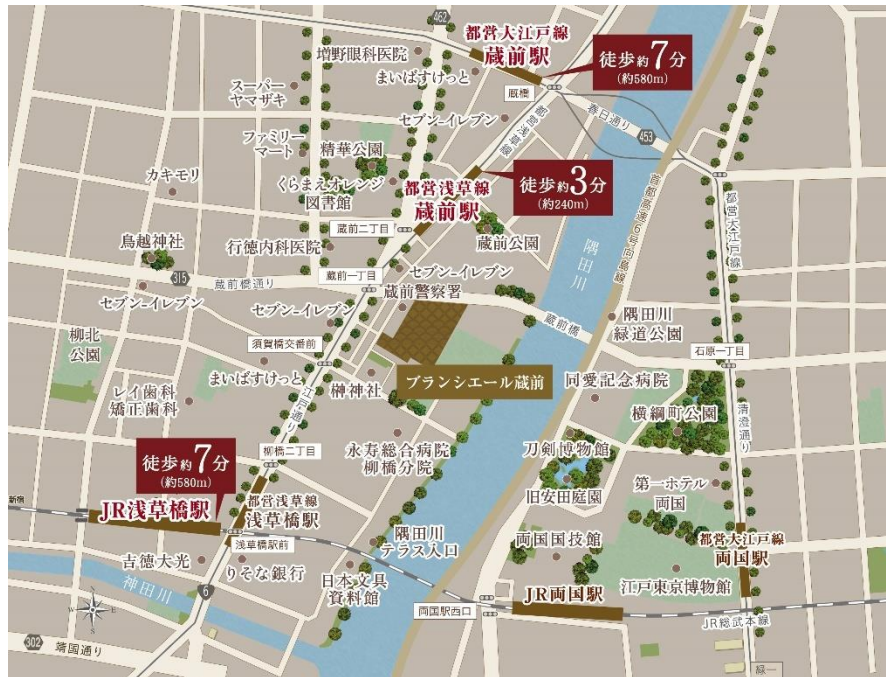 462
都営大江戸線
蔵前駅
徒歩約7分
(約580m)
増野眼科医院
まいばすけっと
厩橋
スーパー
ヤマザキ
セブン-イレブン
都営浅草線
春日通り
453
ファミリー
マート
精華公園
カキモリ
くらまえオレンジ
図書館
都営浅草線
蔵前駅
徒歩約3分
(約240m)
首都高速6号向島線
都営大江戸線
蔵前二丁目
鳥越神社
行徳内科医院
蔵前公園
隅田川
315
蔵前橋通り
蔵前一丁目
セブン-イレブン
セブン-イレブン
セブン-イレブン
蔵前警察署
蔵前橋
隅田川
緑道公園
柳北
公園
須賀橋交番前
石原一丁目
まいばすけっと
江戸通り
榊神社
ブランシエール蔵前
同愛記念病院
レイ歯科
矯正歯科
横網町公園
清澄通り
柳橋二丁目
永寿総合病院
柳橋分院
刀剣博物館
徒歩約7分
(約580m)
JR浅草橋駅
都営浅草線
浅草橋駅
旧安田庭園
第一ホテル
両国
新宿
浅草橋駅前
隅田川
テラス入口
両国国技館
都営大江戸線
両国駅
吉徳大光
りそな銀行
日本文具
資料館
江戸東京博物館
神田川
6
両国駅西口
JR両国駅
JR総武本線
N
W
E
S
302
靖国通り
緑一